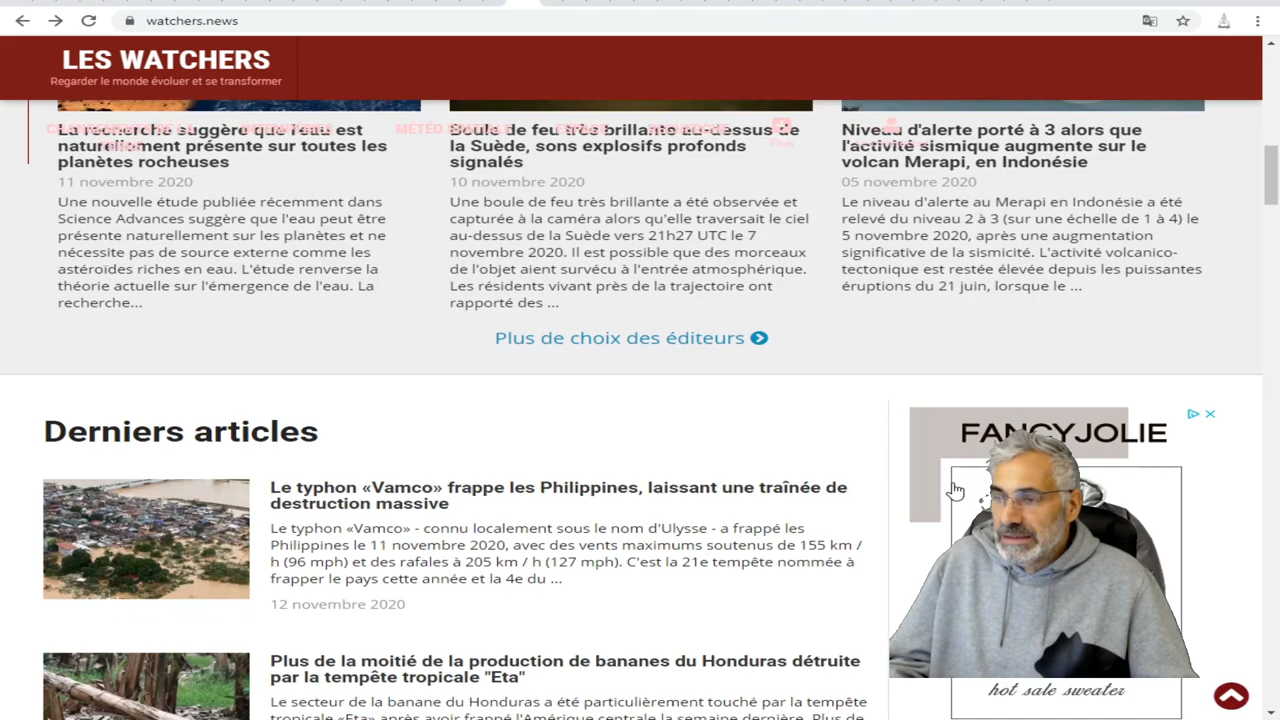 watchers.news
LES WATCHERS
Regarder le monde évoluer et se transformer
MÉTÉO SPATIALE
Plus
La recherche suggère que l'eau est
naturellement présente sur toutes les
planètes rocheuses
11 novembre 2020
Une nouvelle étude publiée récemment dans
Science Advances suggère que l'eau peut être
présente naturellement sur les planètes et ne
nécessite pas de source externe comme les
astéroïdes riches en eau. L'étude renverse la
théorie actuelle sur l'émergence de l'eau. La
recherche...
Boule de feu très brillante au-dessus de
la Suède, sons explosifs profonds
signalés
10 novembre 2020
Une boule de feu très brillante a été observée et
capturée à la caméra alors qu'elle traversait le ciel
au-dessus de la Suède vers 21h27 UTC le 7
novembre 2020. Il est possible que des morceaux
de l'objet aient survécu à l'entrée atmosphérique.
Les résidents vivant près de la trajectoire ont
rapporté des ...
Niveau d'alerte porté à 3 alors que
l'activité sismique augmente sur le
volcan Merapi, en Indonésie
05 novembre 2020
Le niveau d'alerte au Merapi en Indonésie a été
relevé du niveau 2 à 3 (sur une échelle de 1 à 4) le
5 novembre 2020, après une augmentation
significative de la sismicité. L'activité volcanico-
tectonique est restée élevée depuis les puissantes
éruptions du 21 juin, lorsque le ...
Plus de choix des éditeurs
Derniers articles
Le typhon «Vamco» frappe les Philippines, laissant une traînée de
destruction massive
Le typhon «Vamco» - connu localement sous le nom d'Ulysse - a frappé les
Philippines le 11 novembre 2020, avec des vents maximums soutenus de 155 km /
h (96 mph) et des rafales à 205 km / h (127 mph). C'est la 21e tempête nommée à
frapper le pays cette année et la 4e du ...
12 novembre 2020
Plus de la moitié de la production de bananes du Honduras détruite
par la tempête tropicale "Eta"
Le secteur de la banane du Honduras a été particulièrement touché par la tempête
tropicale «Eta» après avoir frappé l'Amérique centrale la semaine dernière. Plus de
FANCYJOLIE
hot sale sweater